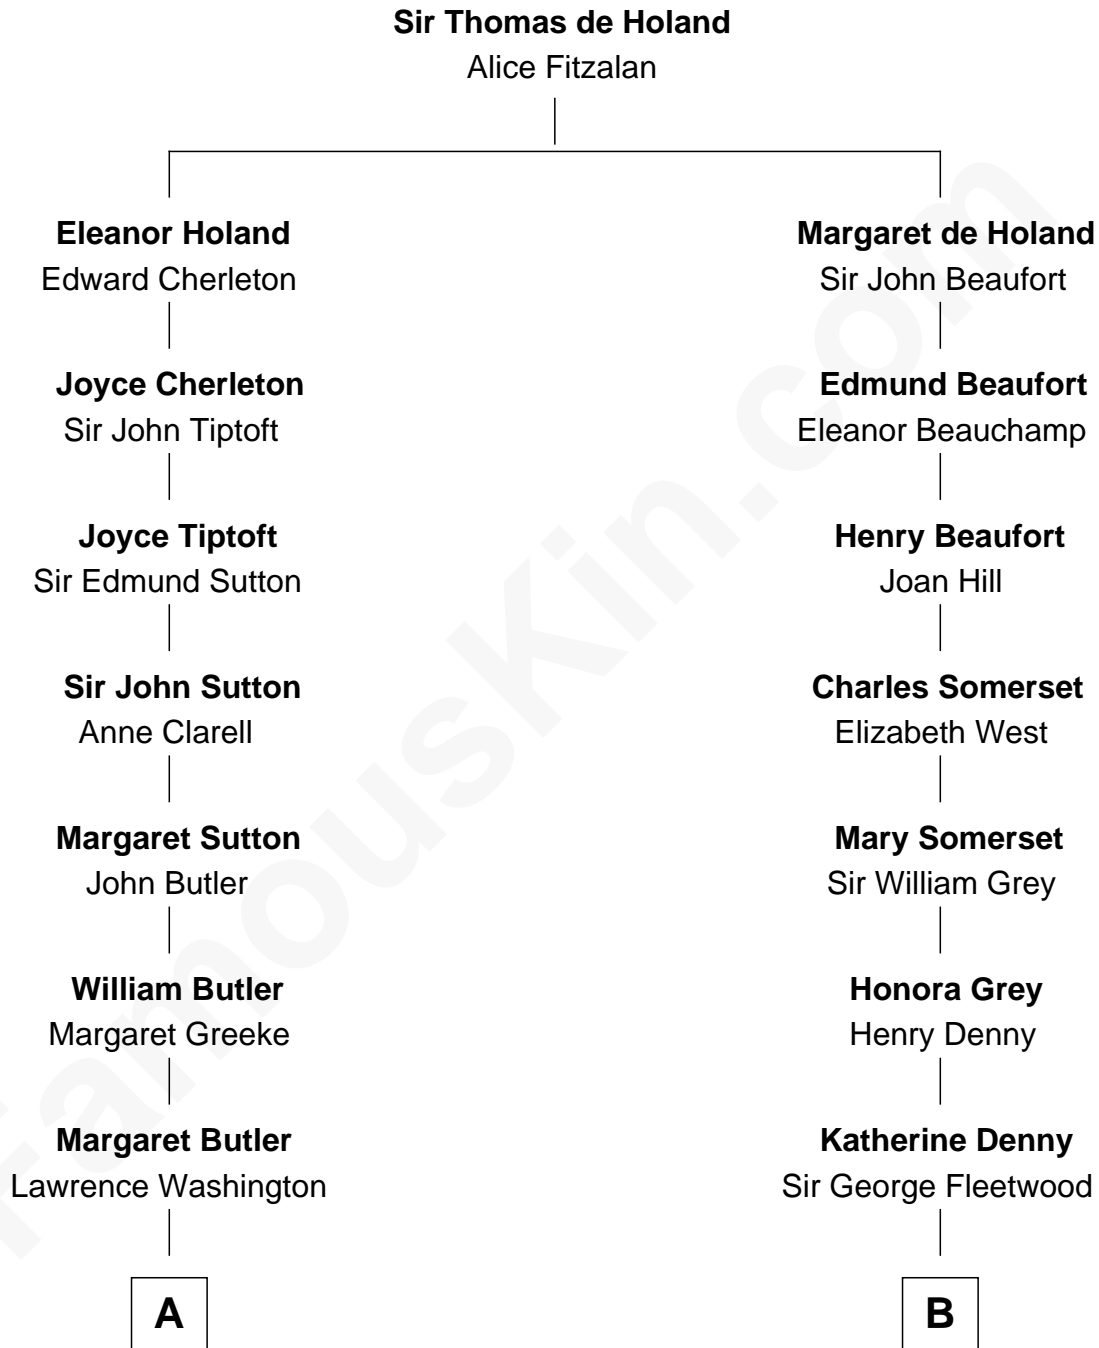 Sir Thomas de Holand
Alice Fitzalan
Eleanor Holand
Edward Cherleton
Joyce Cherleton
Sir John Tiptoft
Joyce Tiptoft
Sir Edmund Sutton
Sir John Sutton
Anne Clarell
Margaret Sutton
John Butler
William Butler
Margaret Greeke
Margaret Butler
Lawrence Washington
A
Margaret de Holand
Sir John Beaufort
Edmund Beaufort
Eleanor Beauchamp
Henry Beaufort
Joan Hill
Charles Somerset
Elizabeth West
Mary Somerset
Sir William Grey
Honora Grey
Henry Denny
Katherine Denny
Sir George Fleetwood
B
FamousKin.com